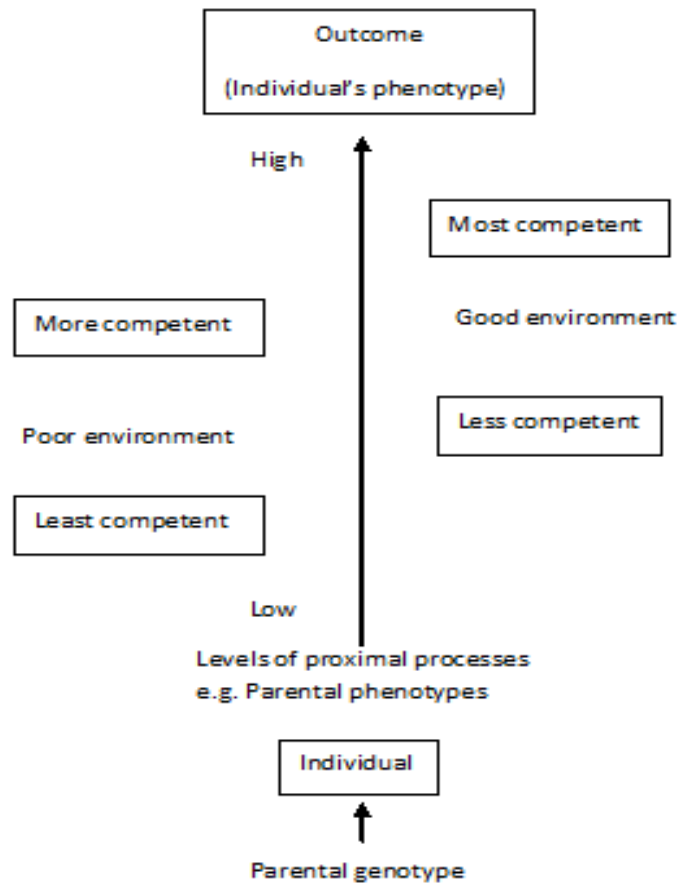 Outcome
(Individual's phenotype)
High
Most competent
More competent
Good environment
Less competent
Poor environment
Least competent
Low
Levels of proximal processes
e.g. Parental phenotypes
Individual
Parental genotype